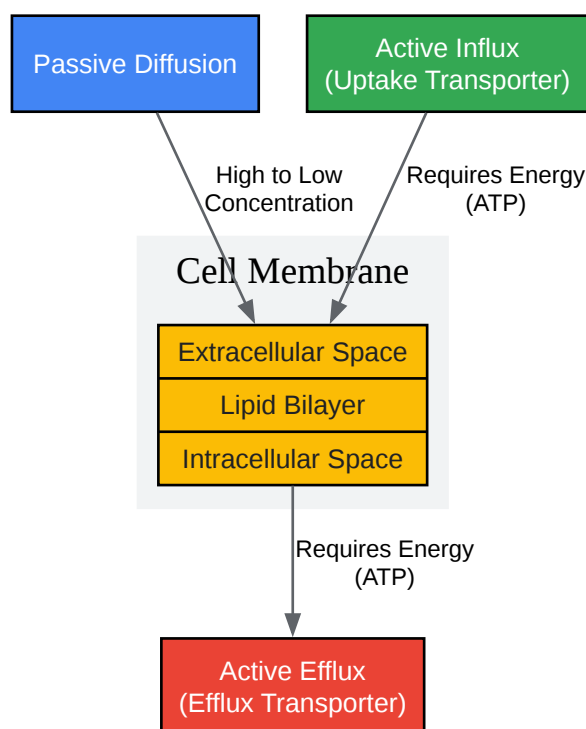 Passive Diffusion
Active Influx
(Uptake Transporter)
High to Low
Concentration
Requires Energy
(ATP)
Cell Membrane
Extracellular Space
Lipid Bilayer
Intracellular Space
Requires Energy
(ATP)
Active Efflux
(Efflux Transporter)